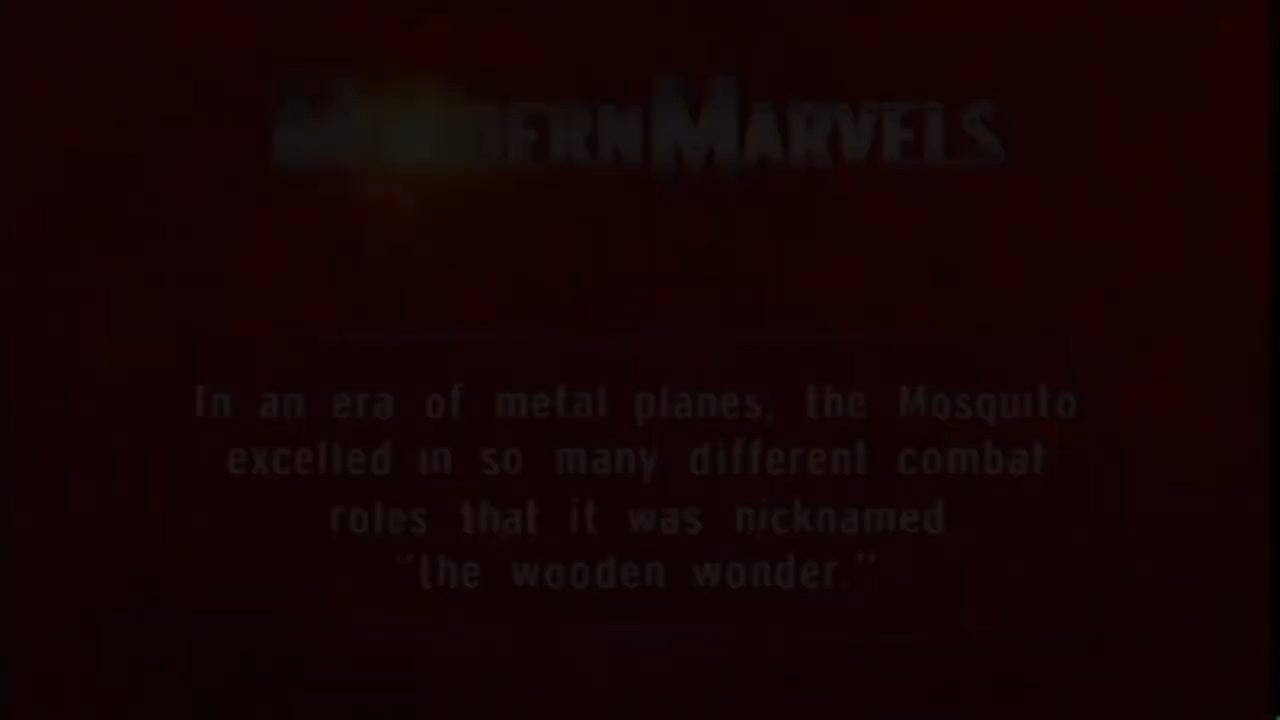 MODERN MARVELS
In an era of metal planes, the Mosquito
excelled in so many different combat
roles that it was nicknamed
"the wooden wonder."